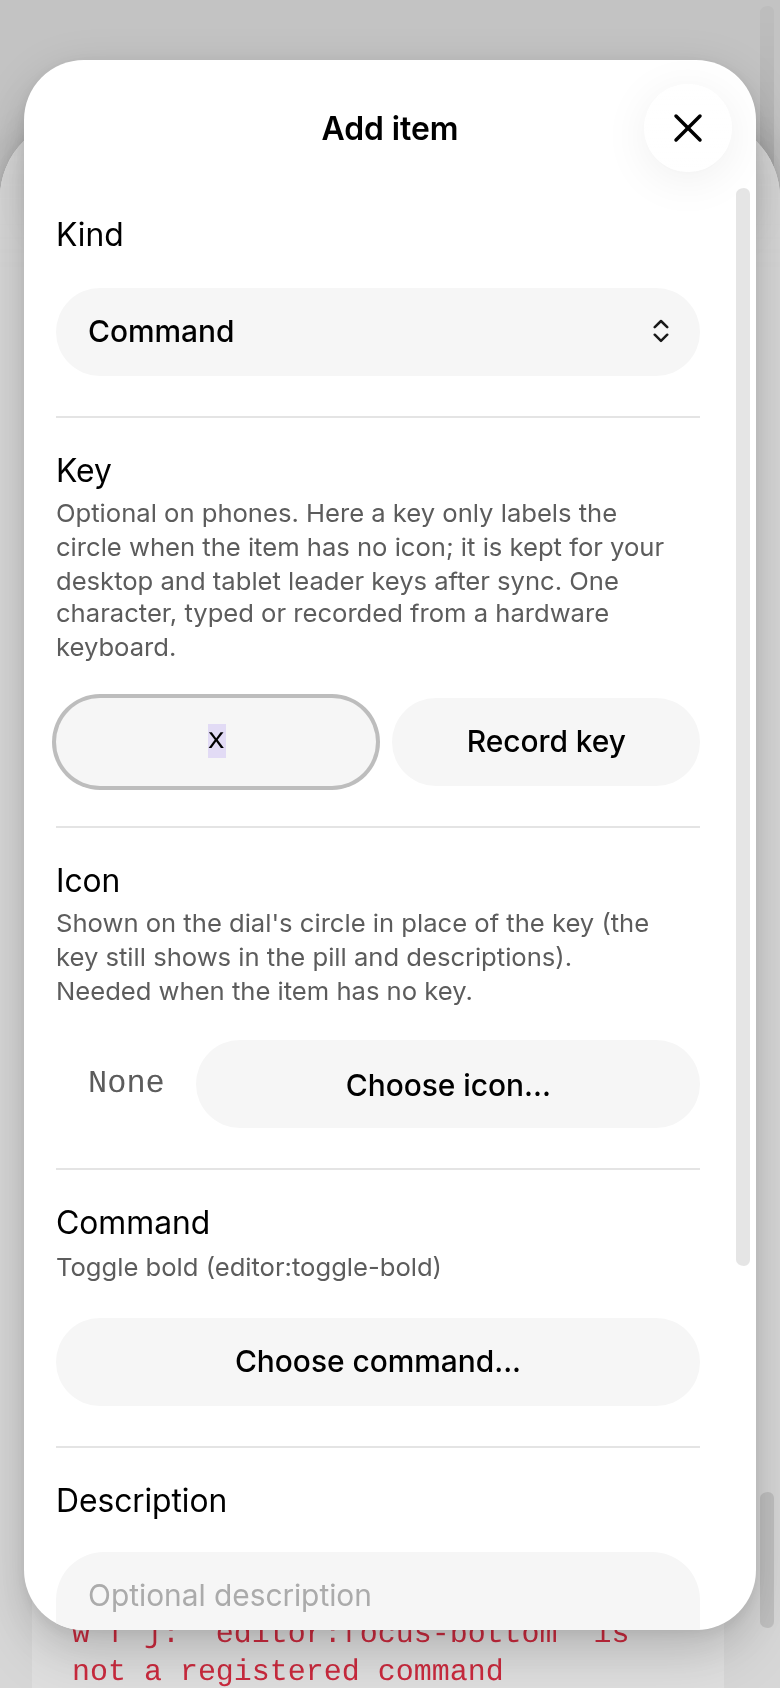 Add item
Kind
Command
Key
Optional on phones. Here a key only labels the
circle when the item has no icon; it is kept for your
desktop and tablet leader keys after sync. One
character, typed or recorded from a hardware
keyboard.
x
Record key
Icon
Shown on the dial's circle in place of the key (the
key still shows in the pill and descriptions).
Needed when the item has no key.
None
Choose icon...
Command
Toggle bold (editor:toggle-bold)
Choose command...
Description
Optional description
editor:focus-bottom is
not a registered command